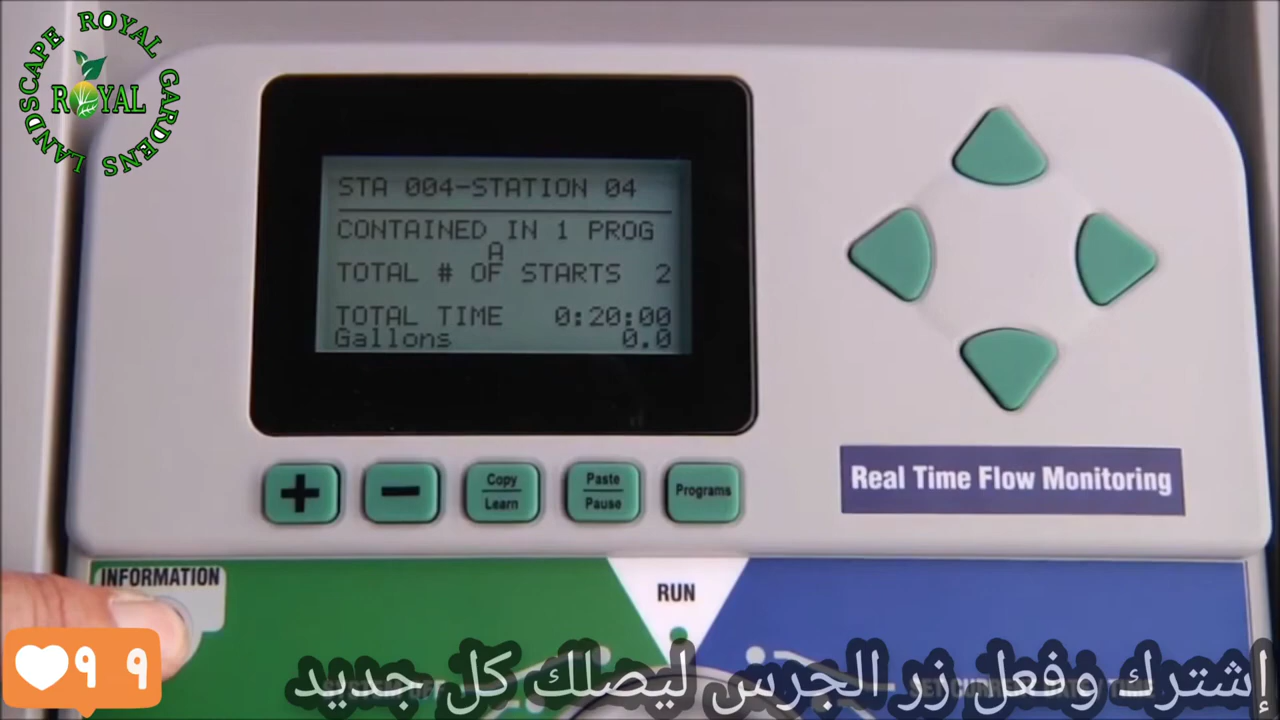 LANDSCAPE ROYAL GARDENS
ROYAL
STA 004-STATION 04
CONTAINED IN 1 PROG
A
TOTAL # OF STARTS 2
TOTAL TIME 0:20:00
Gallons 0.0
Copy
Learn
Paste
Pause
Programs
Real Time Flow Monitoring
INFORMATION
RUN
٩ ٩
إشترك وفعل زر الجرس ليصلك كل جديد